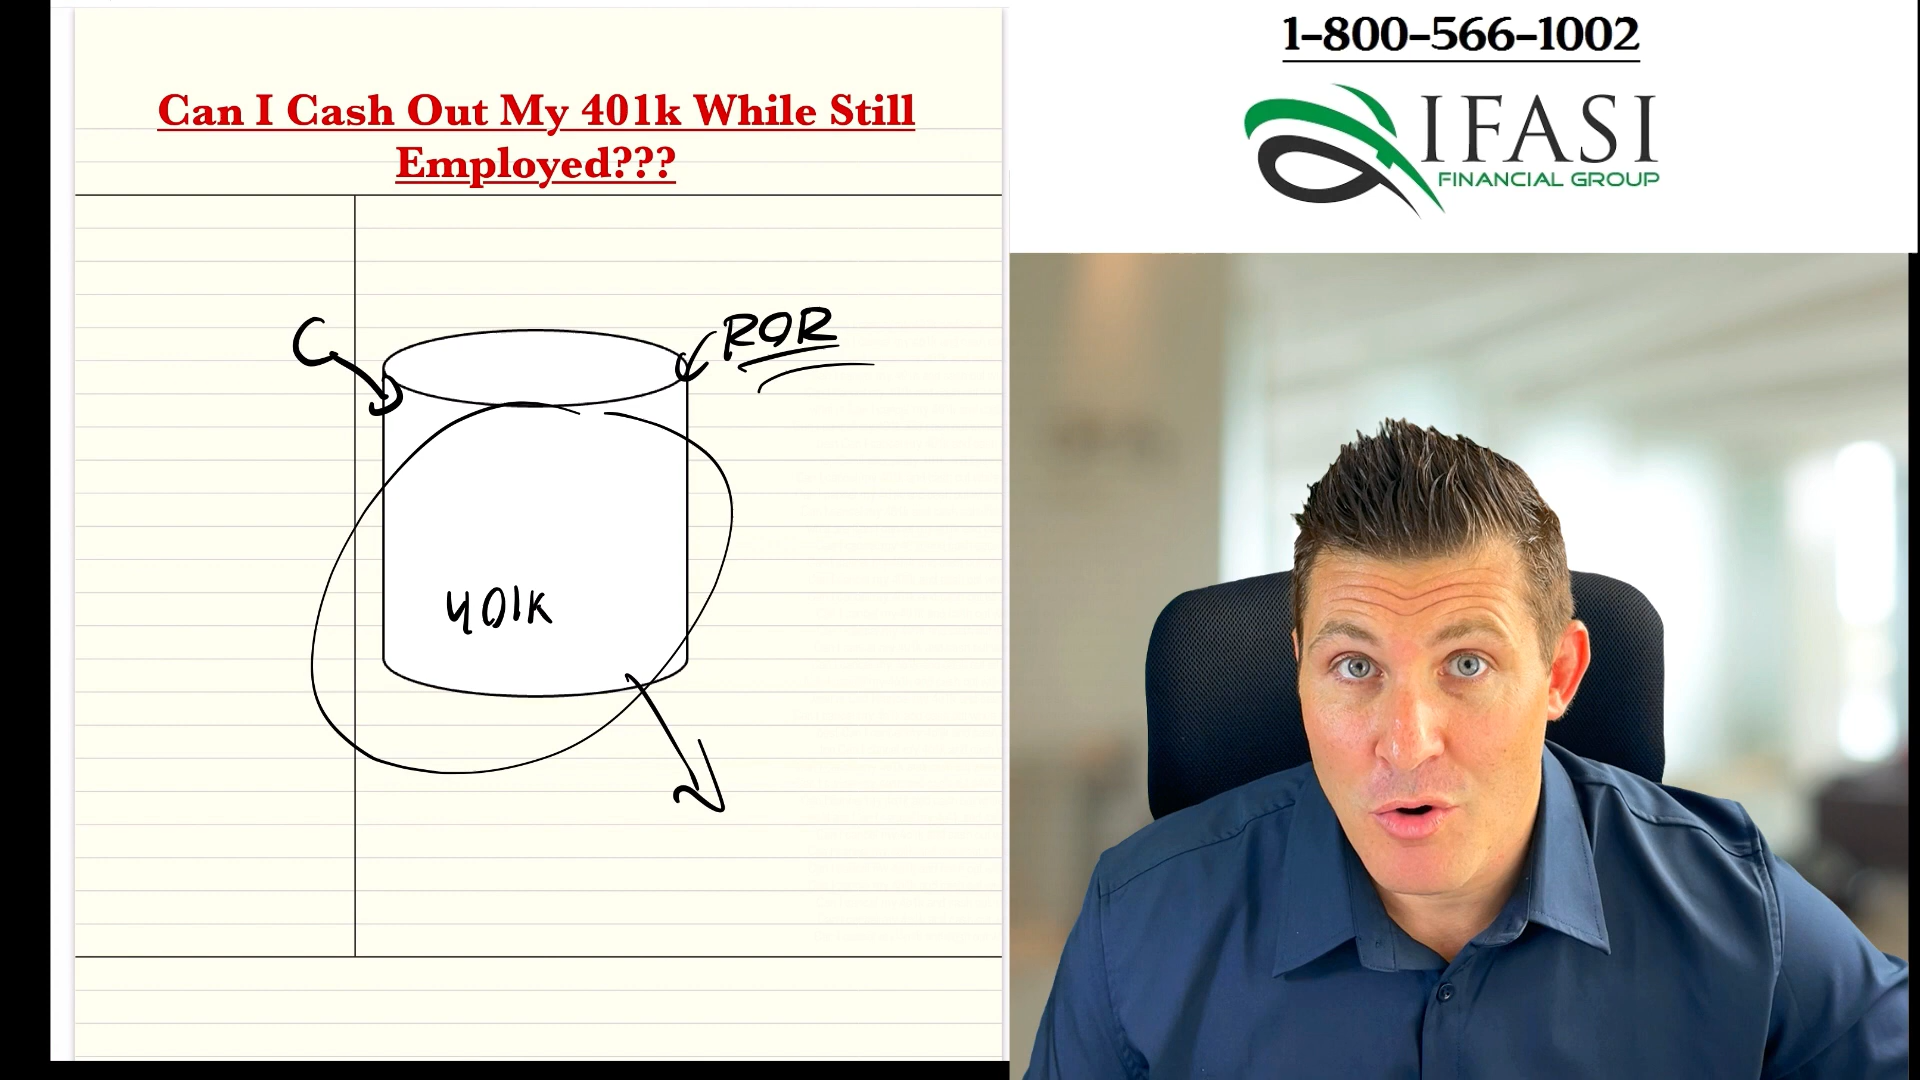 Can I Cash Out My 401k While Still
Employed???
C
ROR
401k
1-800-566-1002
IFASI
FINANCIAL GROUP